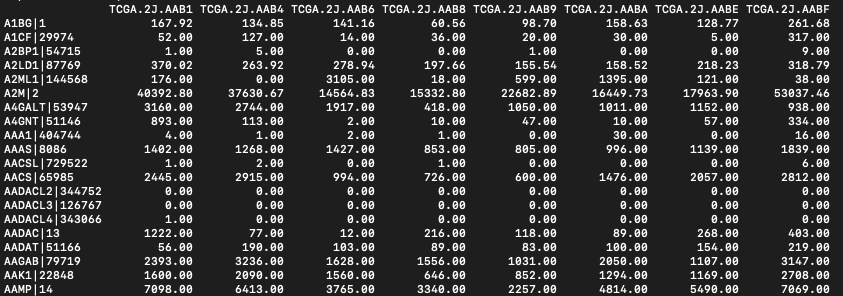 TCGA.2J.AAB1 TCGA.2J.AAB4 TCGA.2J.AAB6 TCGA.2J.AAB8 TCGA.2J.AAB9 TCGA.2J.AABA TCGA.2J.AABE TCGA.2J.AABF
A1BG|1 167.92 134.85 141.16 60.56 98.70 158.63 128.77 261.68
A1CF|29974 52.00 127.00 14.00 36.00 20.00 30.00 5.00 317.00
A2BP1|54715 1.00 5.00 0.00 0.00 1.00 0.00 0.00 9.00
A2LD1|87769 370.02 263.92 278.94 197.66 155.54 158.52 218.23 318.79
A2ML1|144568 176.00 0.00 3105.00 18.00 599.00 1395.00 121.00 38.00
A2M|2 40392.80 37630.67 14564.83 15332.80 22682.89 16449.73 17963.90 53037.46
A4GALT|53947 3160.00 2744.00 1917.00 418.00 1050.00 1011.00 1152.00 938.00
A4GNT|51146 893.00 113.00 2.00 10.00 47.00 10.00 57.00 334.00
AAA1|404744 4.00 1.00 2.00 1.00 0.00 30.00 0.00 16.00
AAAS|8086 1402.00 1268.00 1427.00 853.00 805.00 996.00 1139.00 1839.00
AACSL|729522 1.00 2.00 0.00 0.00 1.00 0.00 0.00 6.00
AACS|65985 2445.00 2915.00 994.00 726.00 600.00 1476.00 2057.00 2812.00
AADACL2|344752 0.00 0.00 0.00 0.00 0.00 0.00 0.00 0.00
AADACL3|126767 0.00 0.00 0.00 0.00 0.00 0.00 0.00 0.00
AADACL4|343066 1.00 0.00 0.00 0.00 0.00 0.00 0.00 0.00
AADAC|13 1222.00 77.00 12.00 216.00 118.00 89.00 268.00 403.00
AADAT|51166 56.00 190.00 103.00 89.00 83.00 100.00 154.00 219.00
AAGAB|79719 2393.00 3236.00 1628.00 1556.00 1031.00 2050.00 1107.00 3147.00
AAK1|22848 1600.00 2090.00 1560.00 646.00 852.00 1294.00 1169.00 2708.00
AAMP|14 7098.00 6413.00 3765.00 3340.00 2257.00 4814.00 5490.00 7069.00